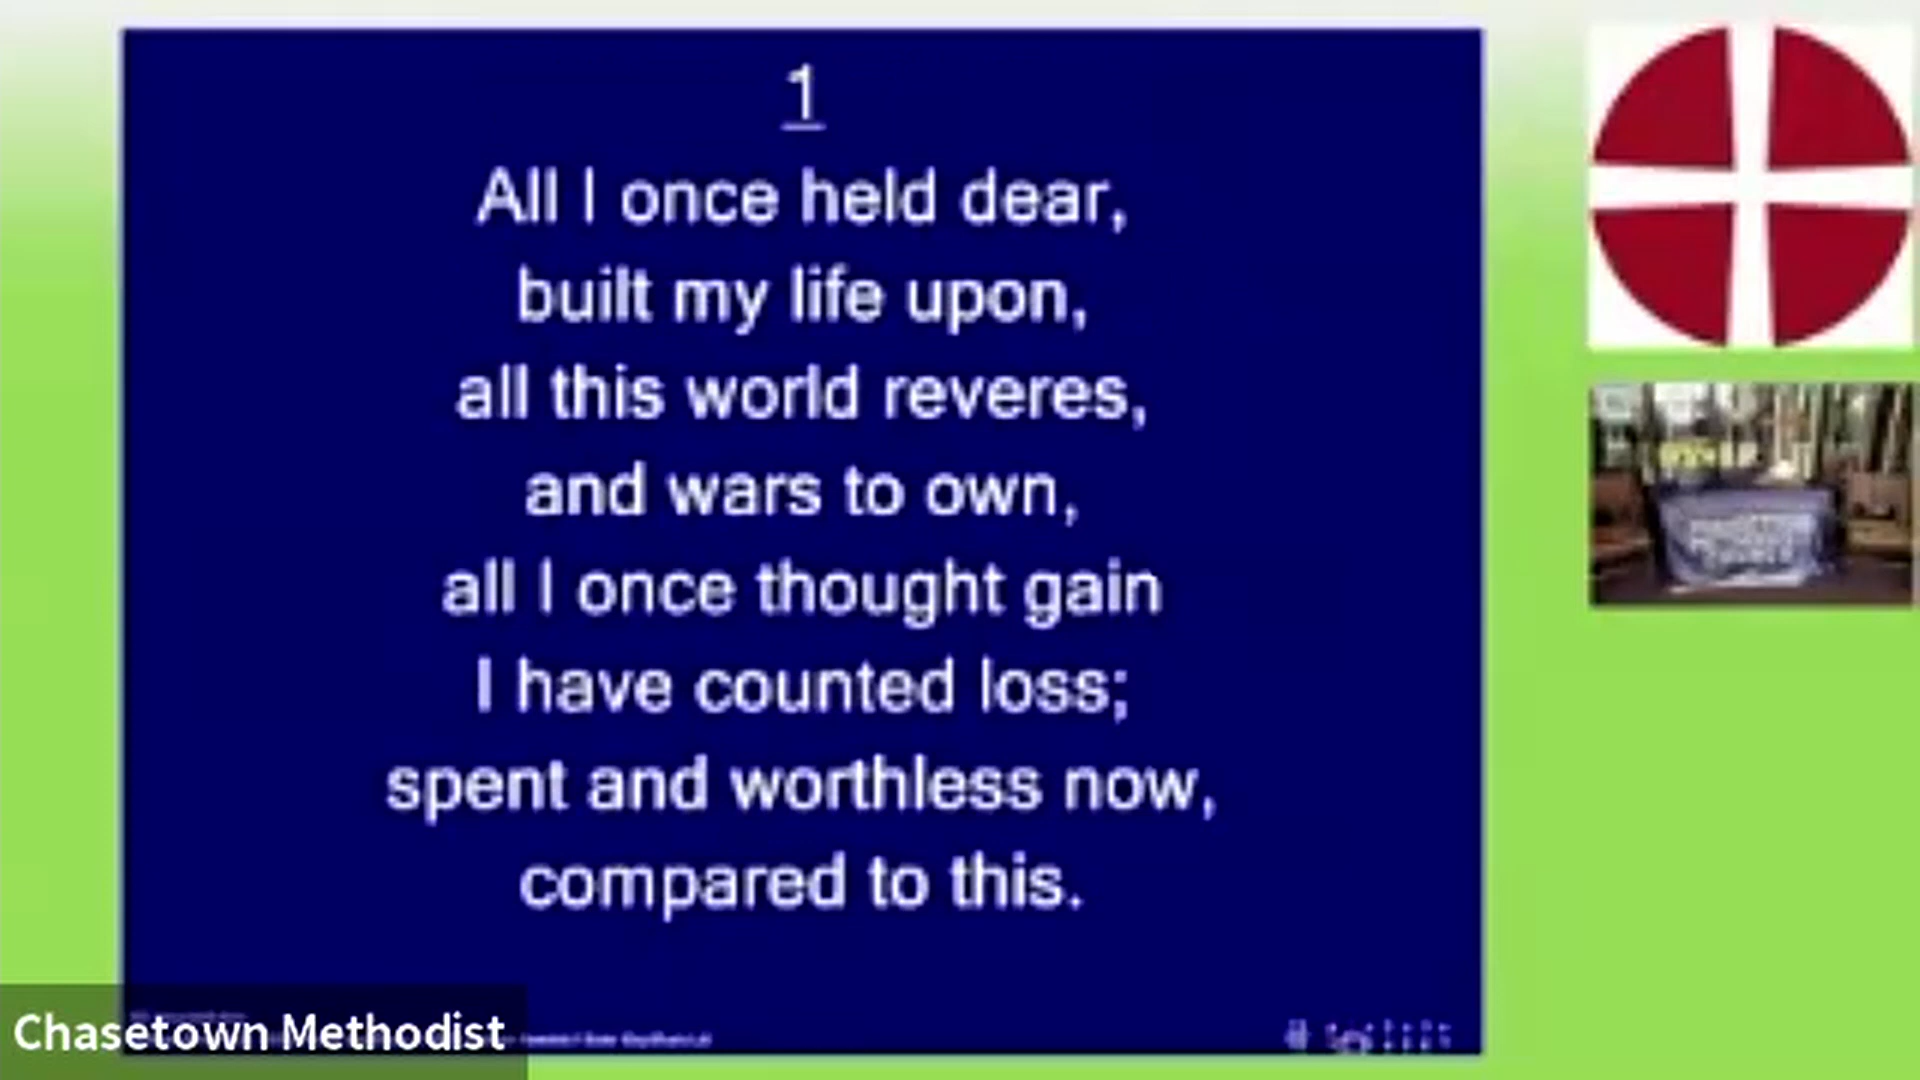 1
All I once held dear,
built my life upon,
all this world reveres,
and wars to own,
all I once thought gain
I have counted loss;
spent and worthless now,
compared to this.
Chasetown Methodist